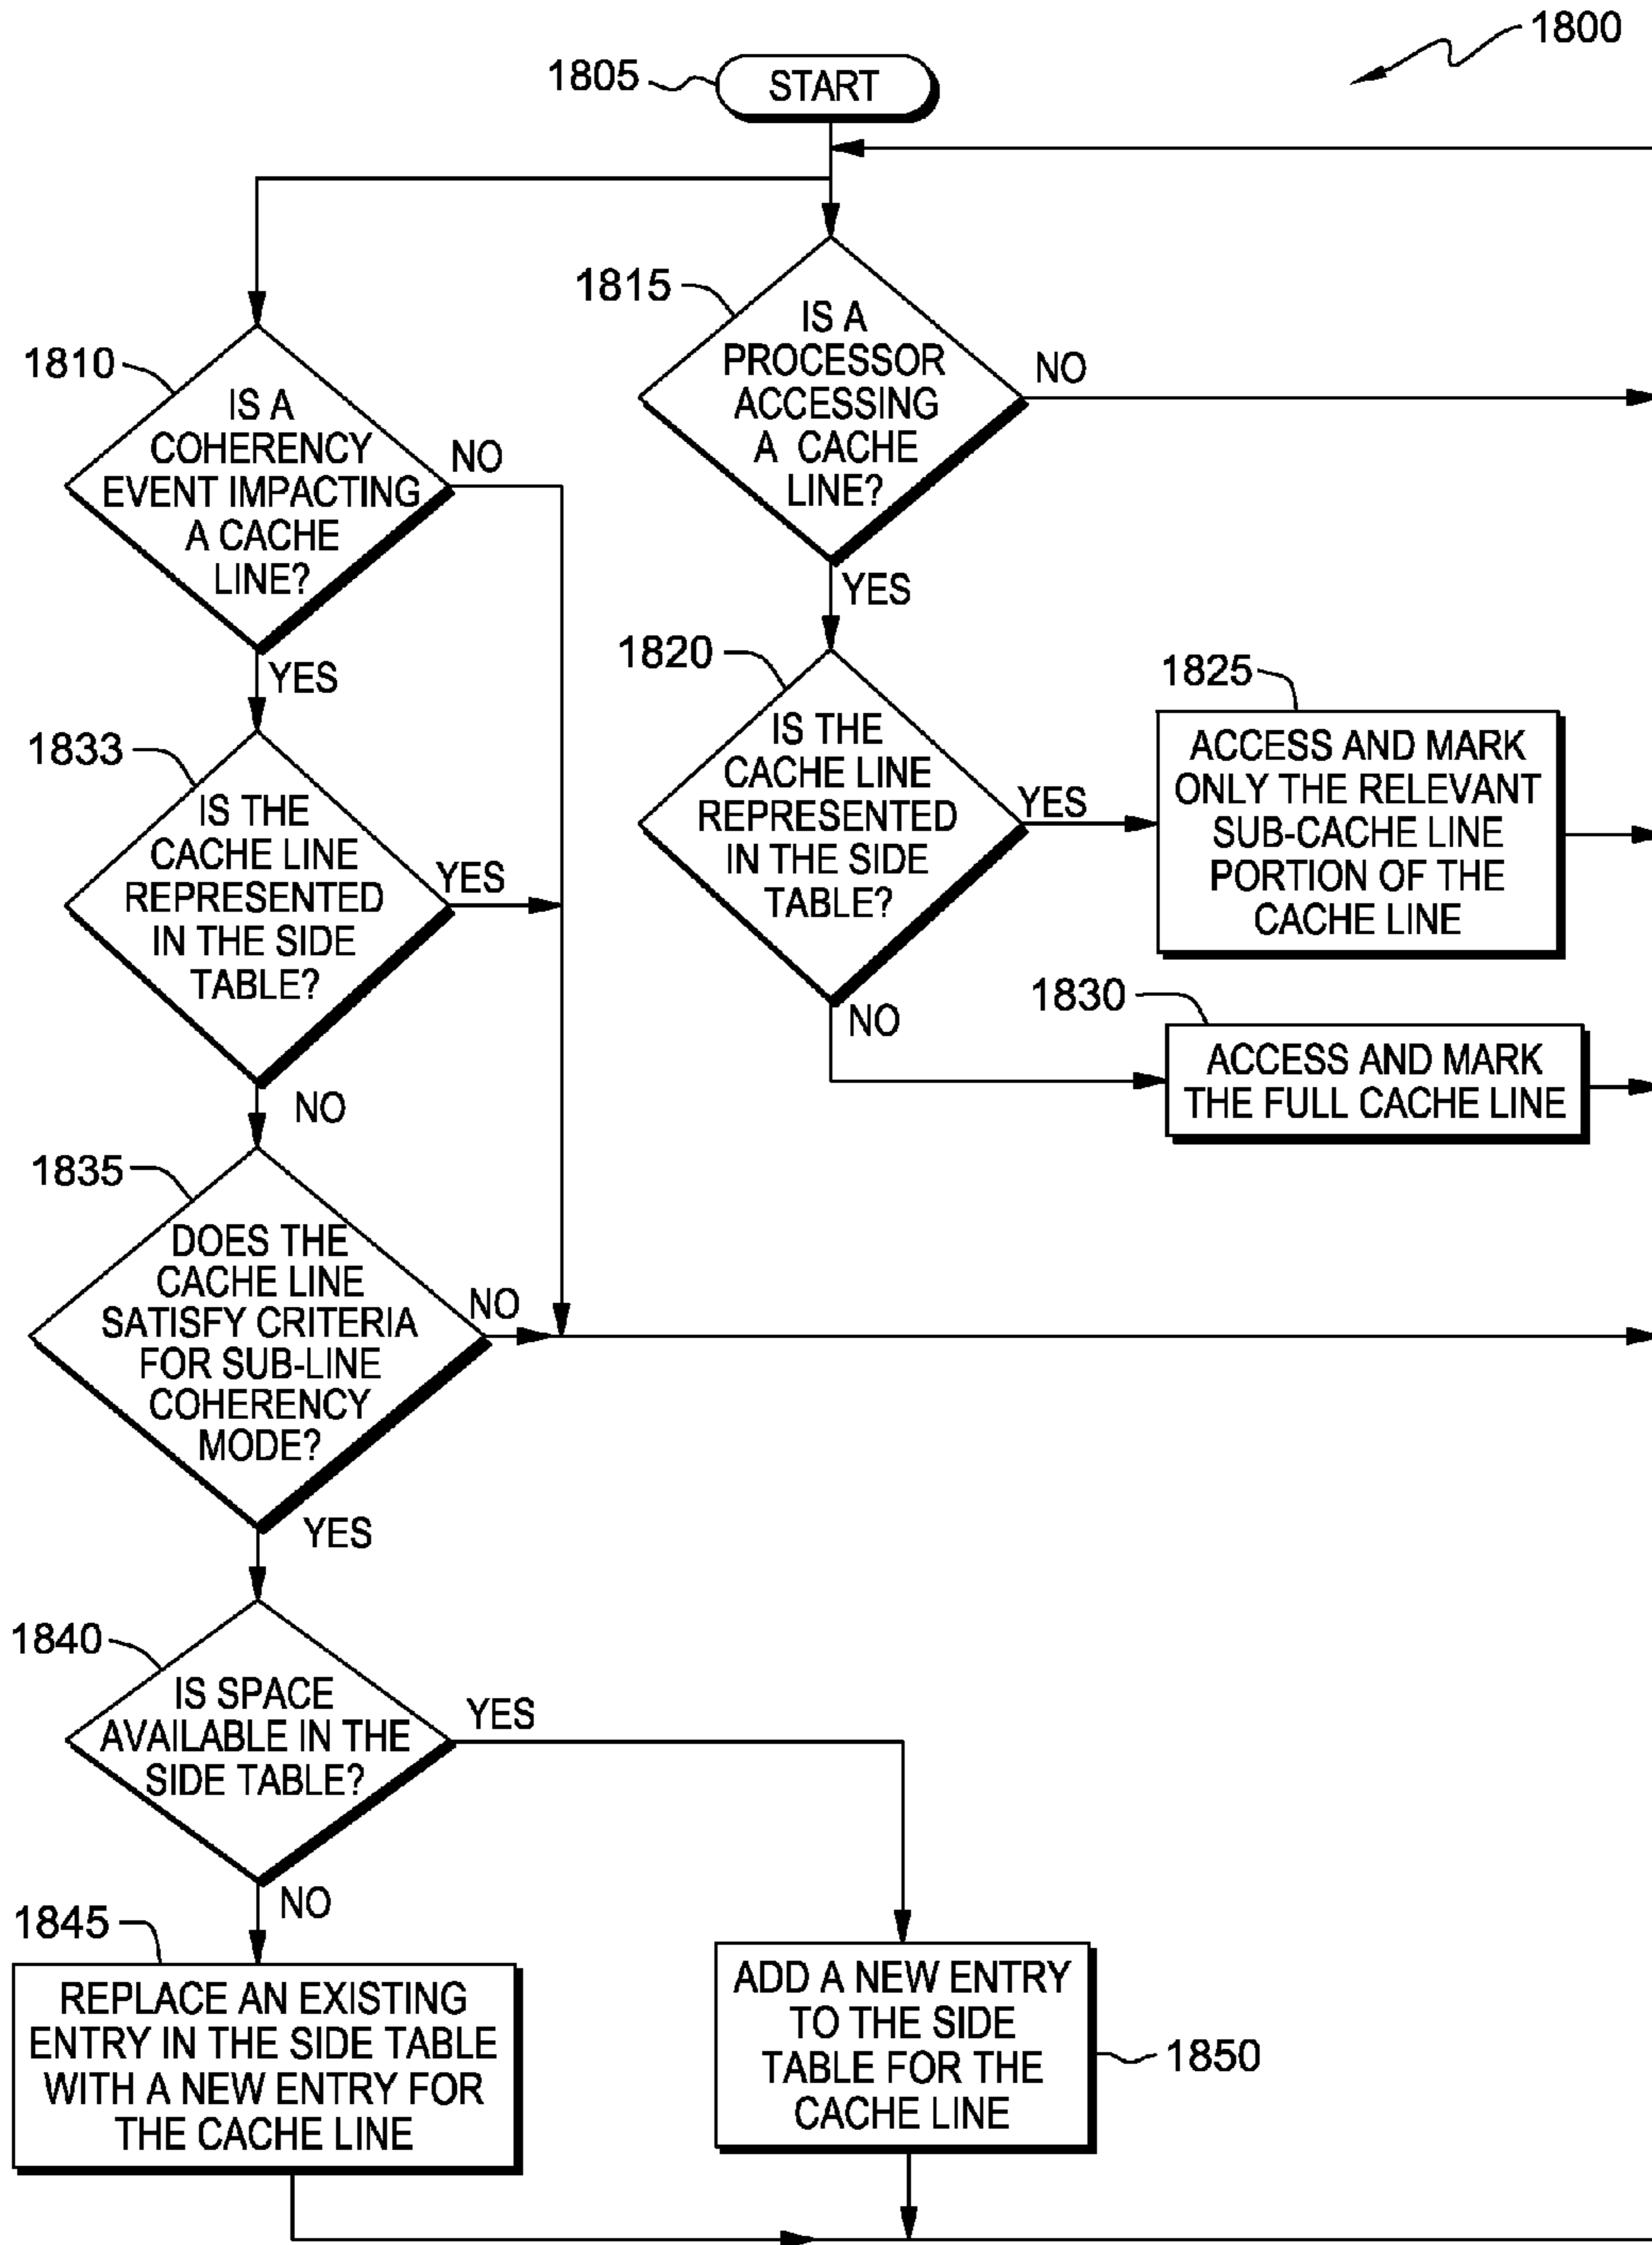 1800
1805
START
1815
IS A
PROCESSOR
ACCESSING
A CACHE
LINE?
NO
YES
1810
IS A
COHERENCY
EVENT IMPACTING
A CACHE
LINE?
NO
YES
1820
IS THE
CACHE LINE
REPRESENTED
IN THE SIDE
TABLE?
YES
NO
1825
ACCESS AND MARK
ONLY THE RELEVANT
SUB-CACHE LINE
PORTION OF THE
CACHE LINE
1833
IS THE
CACHE LINE
REPRESENTED
IN THE SIDE
TABLE?
YES
NO
1830
ACCESS AND MARK
THE FULL CACHE LINE
1835
DOES THE
CACHE LINE
SATISFY CRITERIA
FOR SUB-LINE
COHERENCY
MODE?
NO
YES
1840
IS SPACE
AVAILABLE IN THE
SIDE TABLE?
YES
NO
1845
REPLACE AN EXISTING
ENTRY IN THE SIDE TABLE
WITH A NEW ENTRY FOR
THE CACHE LINE
ADD A NEW ENTRY
TO THE SIDE
TABLE FOR THE
CACHE LINE
1850